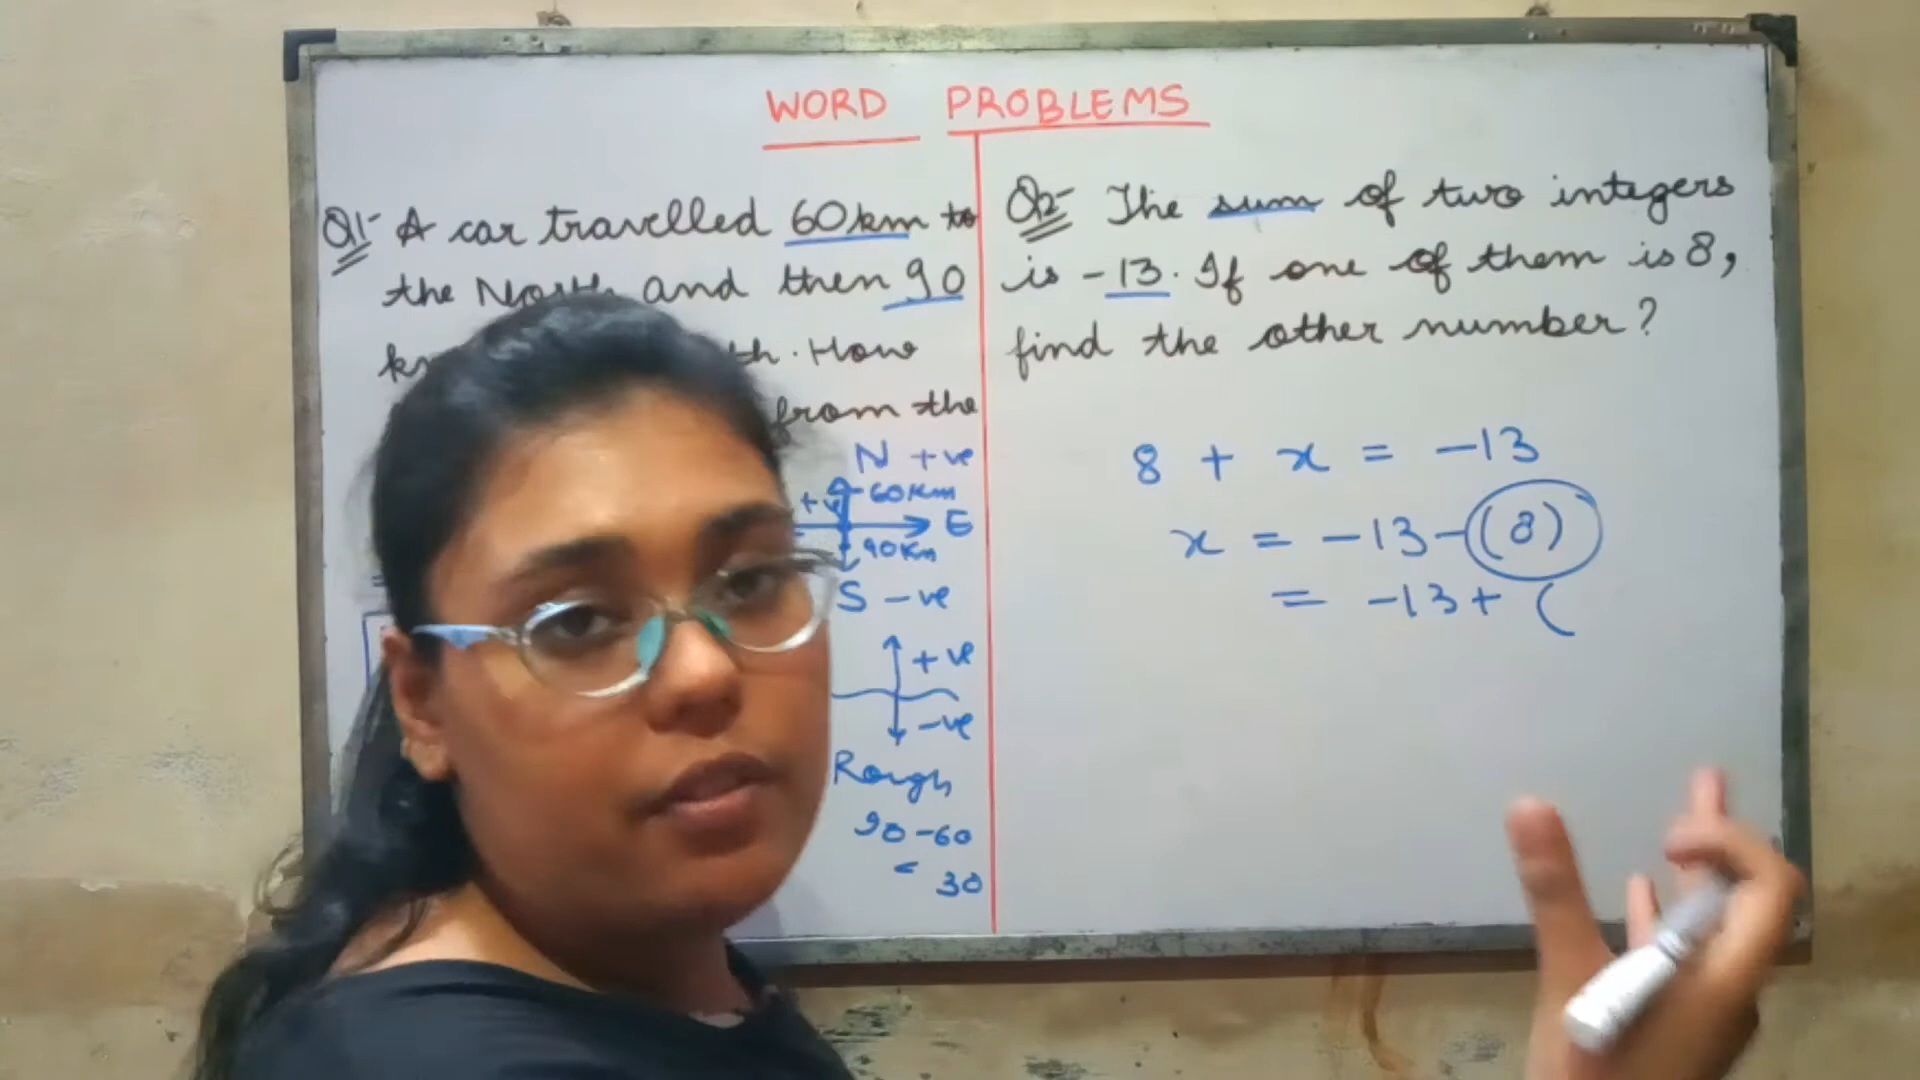 WORD PROBLEMS
Q1- A car travelled 60km to
the North and then 90
th. How
from the
N +ve
60Km
E
90Km
S -ve
+ve
-ve
Rough
90-60
= 30
Q2- The sum of two integers
is -13. If one of them is 8,
find the other number?
8 + x = -13
x = -13-(8)
= -13+ (